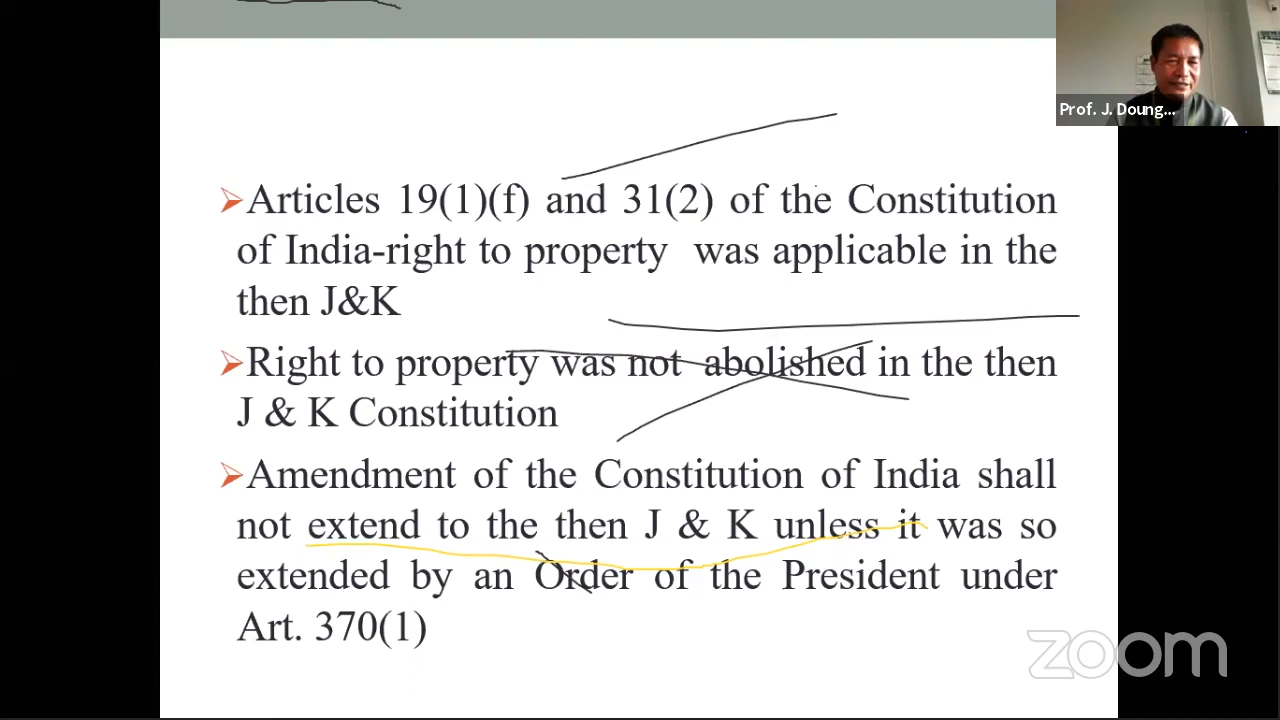 Prof. J. Doung...
Articles 19(1)(f) and 31(2) of the Constitution
of India-right to property was applicable in the
then J&K
Right to property was not abolished in the then
J & K Constitution
Amendment of the Constitution of India shall
not extend to the then J & K unless it was so
extended by an Order of the President under
Art. 370(1)
zoom